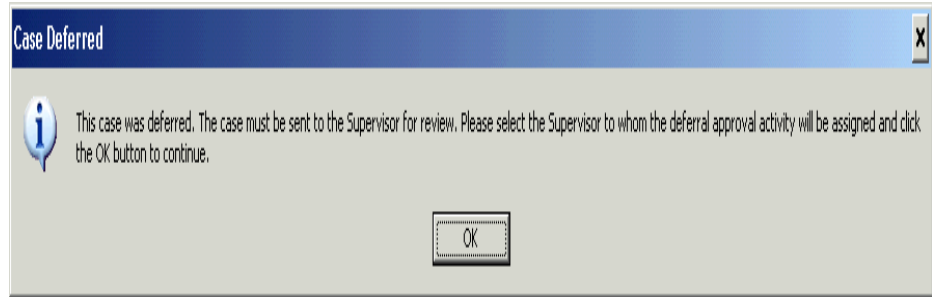 Case Deferred
This case was deferred. The case must be sent to the Supervisor for review. Please select the Supervisor to whom the deferral approval activity will be assigned and click
the OK button to continue.
OK